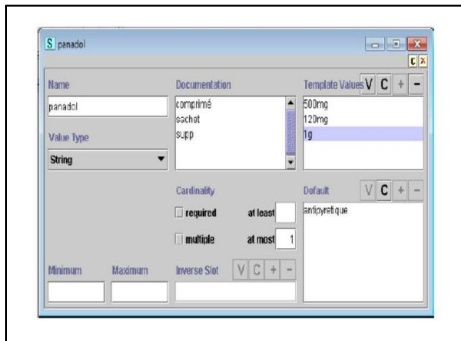 S panadol
Name
panadol
Value Type
String
Documentation
comprimé
sachet
supp
Template Values V C + -
500mg
120mg
1g
Cardinality
required at least
multiple at most 1
Default V C + -
antipyretique
Minimum
Maximum
Inverse Slot V C + -